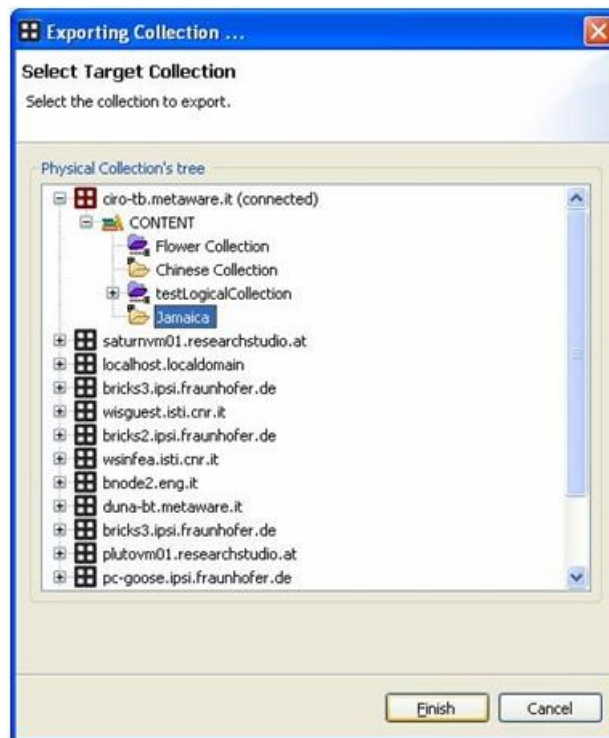 Exporting Collection ...
Select Target Collection
Select the collection to export.
Physical Collection's tree
ciro-tb.metaware.it (connected)
CONTENT
Flower Collection
Chinese Collection
testLogicalCollection
Jamaica
saturnvm01.researchstudio.at
localhost.localdomain
bricks3.ipsi.fraunhofer.de
wisguest.isti.cnr.it
bricks2.ipsi.fraunhofer.de
wsinfea.isti.cnr.it
bnode2.eng.it
duna-bt.metaware.it
bricks3.ipsi.fraunhofer.de
plutovm01.researchstudio.at
pc-goose.ipsi.fraunhofer.de
Finish Cancel